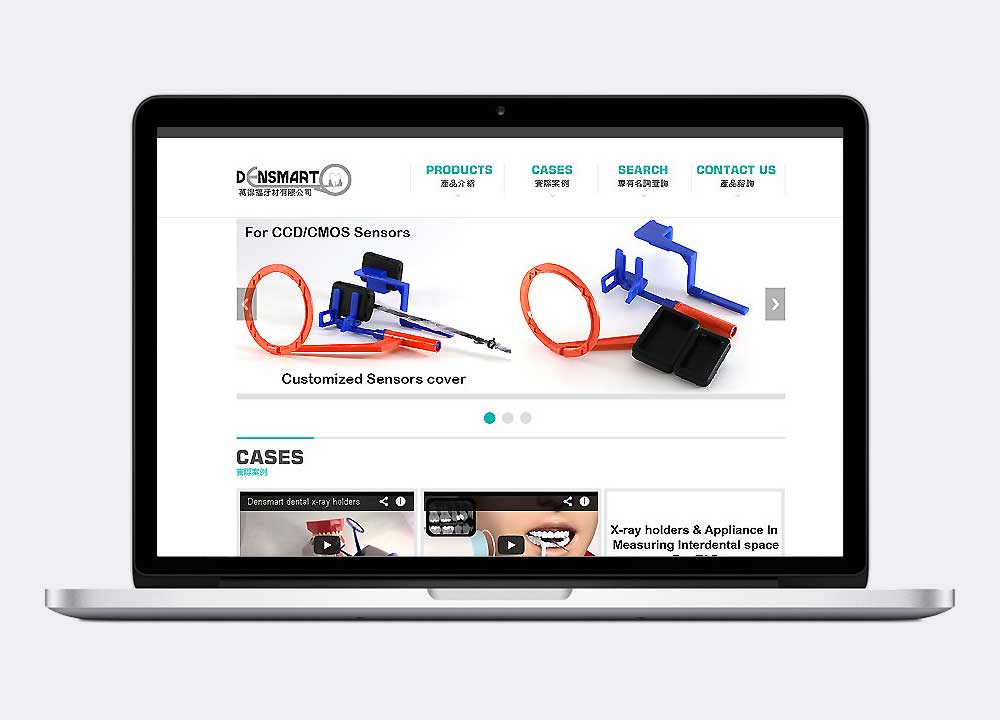 DENSMART
萬得福牙材有限公司
PRODUCTS
產品介紹
CASES
實際案例
SEARCH
專有名詞查詢
CONTACT US
產品諮詢
For CCD/CMOS Sensors
Customized Sensors cover
CASES
實際案例
Densmart dental x-ray holders
X-ray holders & Appliance In
Measuring Interdental space